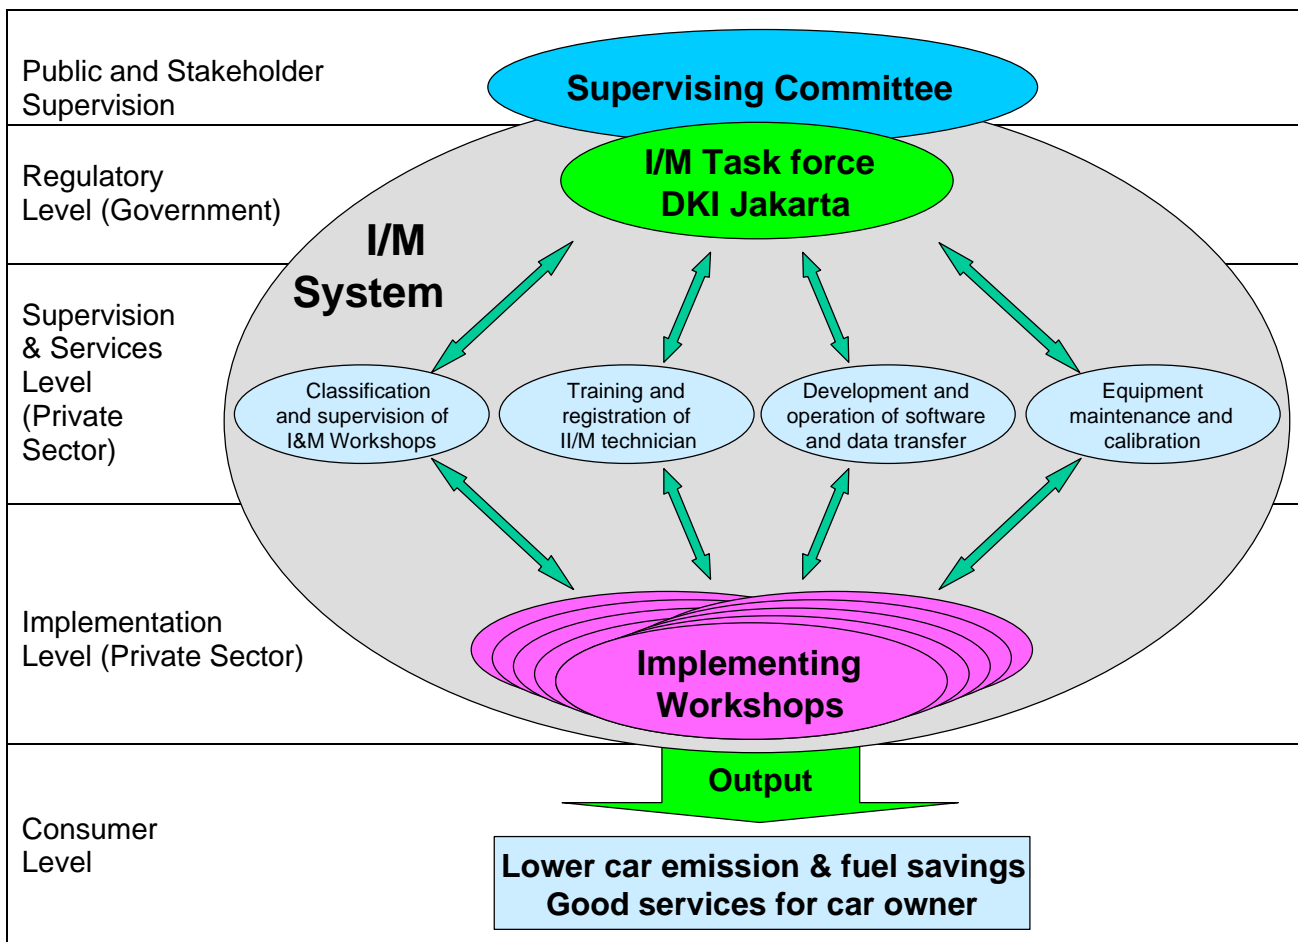 Public and Stakeholder
Supervision
Supervising Committee
Regulatory
Level (Government)
I/M Task force
DKI Jakarta
I/M
System
Supervision
& Services
Level
(Private
Sector)
Classification
and supervision of
I&M Workshops
Training and
registration of
II/M technician
Development and
operation of software
and data transfer
Equipment
maintenance and
calibration
Implementation
Level (Private Sector)
Implementing
Workshops
Output
Consumer
Level
Lower car emission & fuel savings
Good services for car owner